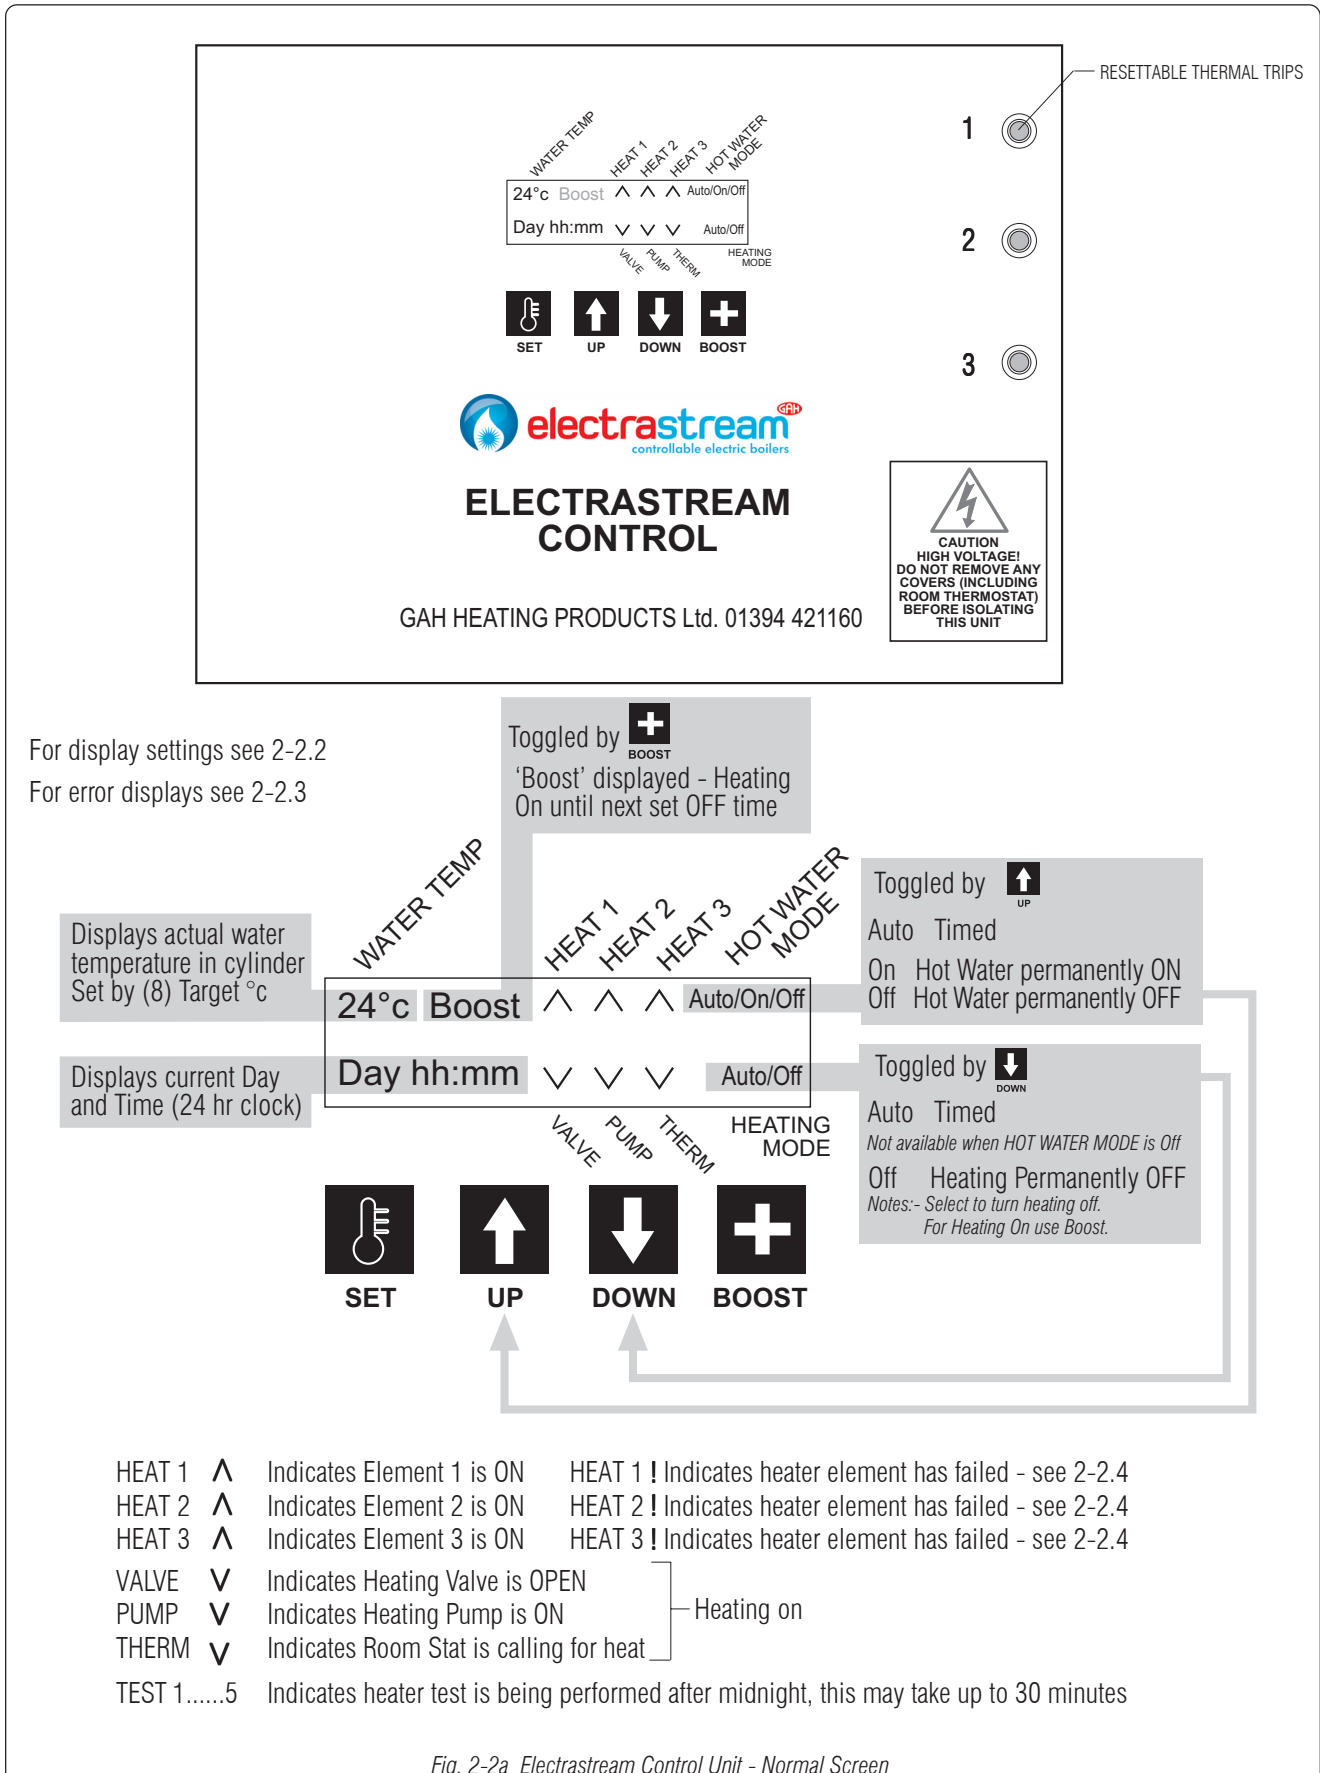 RESETTABLE THERMAL TRIPS
WATER TEMP
HEAT 1
HEAT 2
HEAT 3
HOT WATER
MODE
24°c Boost ∧ ∧ ∧ Auto/On/Off
Day hh:mm ∨ ∨ ∨ Auto/Off
VALVE
PUMP
THERM
HEATING
MODE
SET
UP
DOWN
BOOST
1
2
3
electrastream
GAH
controllable electric boilers
ELECTRASTREAM
CONTROL
GAH HEATING PRODUCTS Ltd. 01394 421160
CAUTION
HIGH VOLTAGE!
DO NOT REMOVE ANY
COVERS (INCLUDING
ROOM THERMOSTAT)
BEFORE ISOLATING
THIS UNIT
For display settings see 2-2.2
For error displays see 2-2.3
Toggled by
BOOST
'Boost' displayed - Heating
On until next set OFF time
WATER TEMP
HEAT 1
HEAT 2
HEAT 3
HOT WATER
MODE
Displays actual water
temperature in cylinder
Set by (8) Target °c
24°c Boost ∧ ∧ ∧ Auto/On/Off
Toggled by
UP
Auto Timed
On Hot Water permanently ON
Off Hot Water permanently OFF
Displays current Day
and Time (24 hr clock)
Day hh:mm ∨ ∨ ∨ Auto/Off
VALVE
PUMP
THERM
HEATING
MODE
Toggled by
DOWN
Auto Timed
Not available when HOT WATER MODE is Off
Off Heating Permanently OFF
Notes:- Select to turn heating off.
For Heating On use Boost.
SET
UP
DOWN
BOOST
HEAT 1 ∧ Indicates Element 1 is ON HEAT 1 ! Indicates heater element has failed - see 2-2.4
HEAT 2 ∧ Indicates Element 2 is ON HEAT 2 ! Indicates heater element has failed - see 2-2.4
HEAT 3 ∧ Indicates Element 3 is ON HEAT 3 ! Indicates heater element has failed - see 2-2.4
VALVE ∨ Indicates Heating Valve is OPEN
PUMP ∨ Indicates Heating Pump is ON
Heating on
THERM ∨ Indicates Room Stat is calling for heat
TEST 1......5 Indicates heater test is being performed after midnight, this may take up to 30 minutes
Fig. 2-2a Electrastream Control Unit - Normal Screen